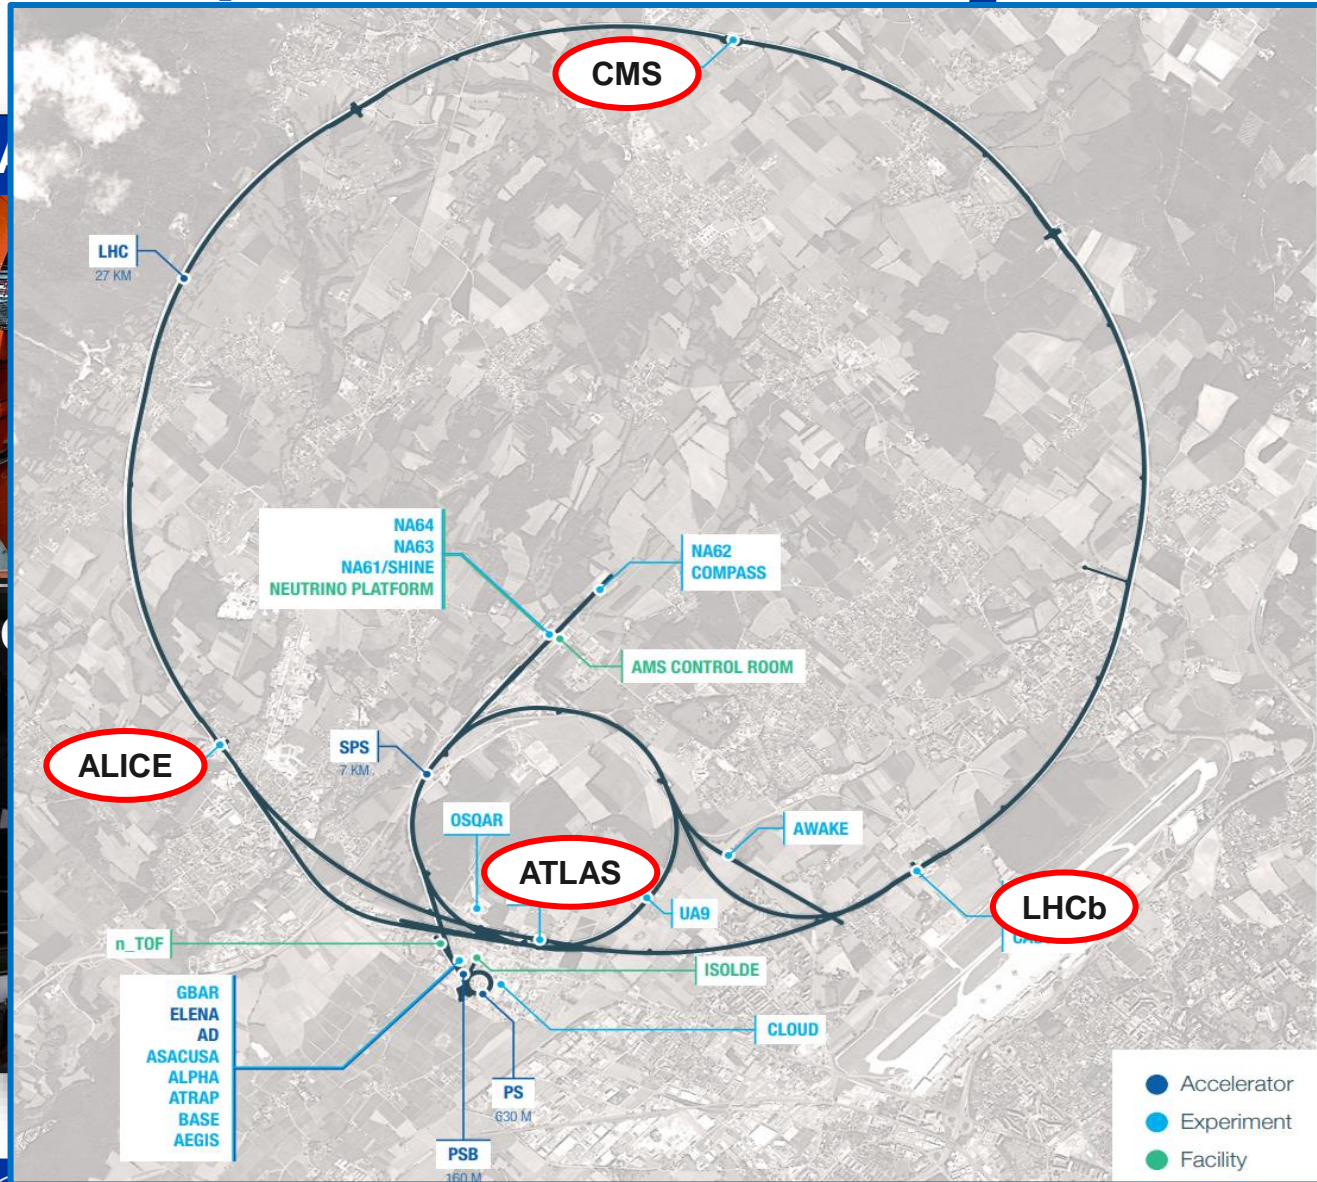 CMS
LHC
27 KM
NA64
NA63
NA61/SHINE
NEUTRINO PLATFORM
NA62
COMPASS
AMS CONTROL ROOM
ALICE
SPS
7 KM
OSQAR
ATLAS
AWAKE
UA9
LHCb
n_TOF
ISOLDE
GBAR
ELENA
AD
ASACUSA
ALPHA
ATRAP
BASE
AEGIS
CLOUD
PS
630 M
PSB
160 M
Accelerator
Experiment
Facility